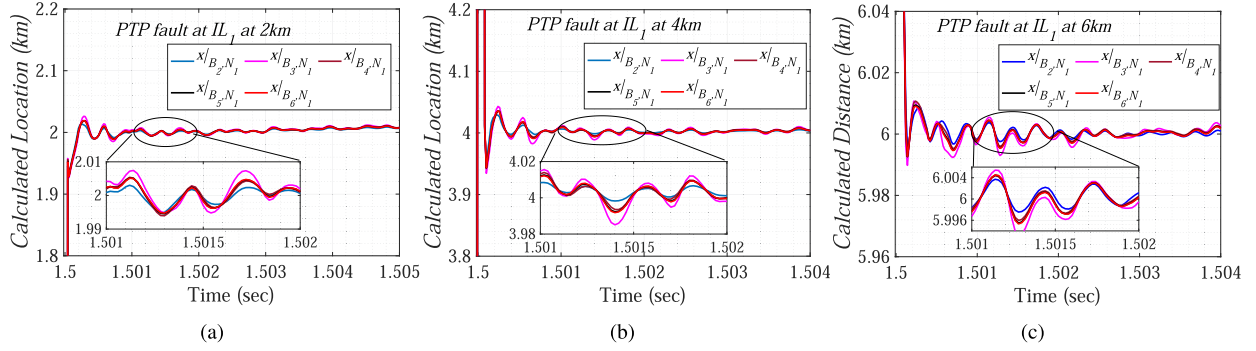 PTP fault at IL1 at 2km
x/B2,N1 x/B3,N1 x/B4,N1
x/B5,N1 x/B6,N1
Calculated Location (km)
2.2
2.1
2
1.9
1.8
2.01
2
1.99
1.501 1.5015 1.502
1.5 1.501 1.502 1.503 1.504 1.505
Time (sec)
(a)
PTP fault at IL1 at 4km
x/B2,N1 x/B3,N1 x/B4,N1
x/B5,N1 x/B6,N1
Calculated Location (km)
4.2
4.1
4
3.9
3.8
4.02
4
3.98
1.501 1.5015 1.502
1.5 1.501 1.502 1.503 1.504
Time (sec)
(b)
PTP fault at IL1 at 6km
x/B2,N1 x/B3,N1 x/B4,N1
x/B5,N1 x/B6,N1
Calculated Distance (km)
6.04
6.02
6
5.98
5.96
6.004
5.996
1.501 1.5015 1.502
1.5 1.501 1.502 1.503 1.504
Time (sec)
(c)